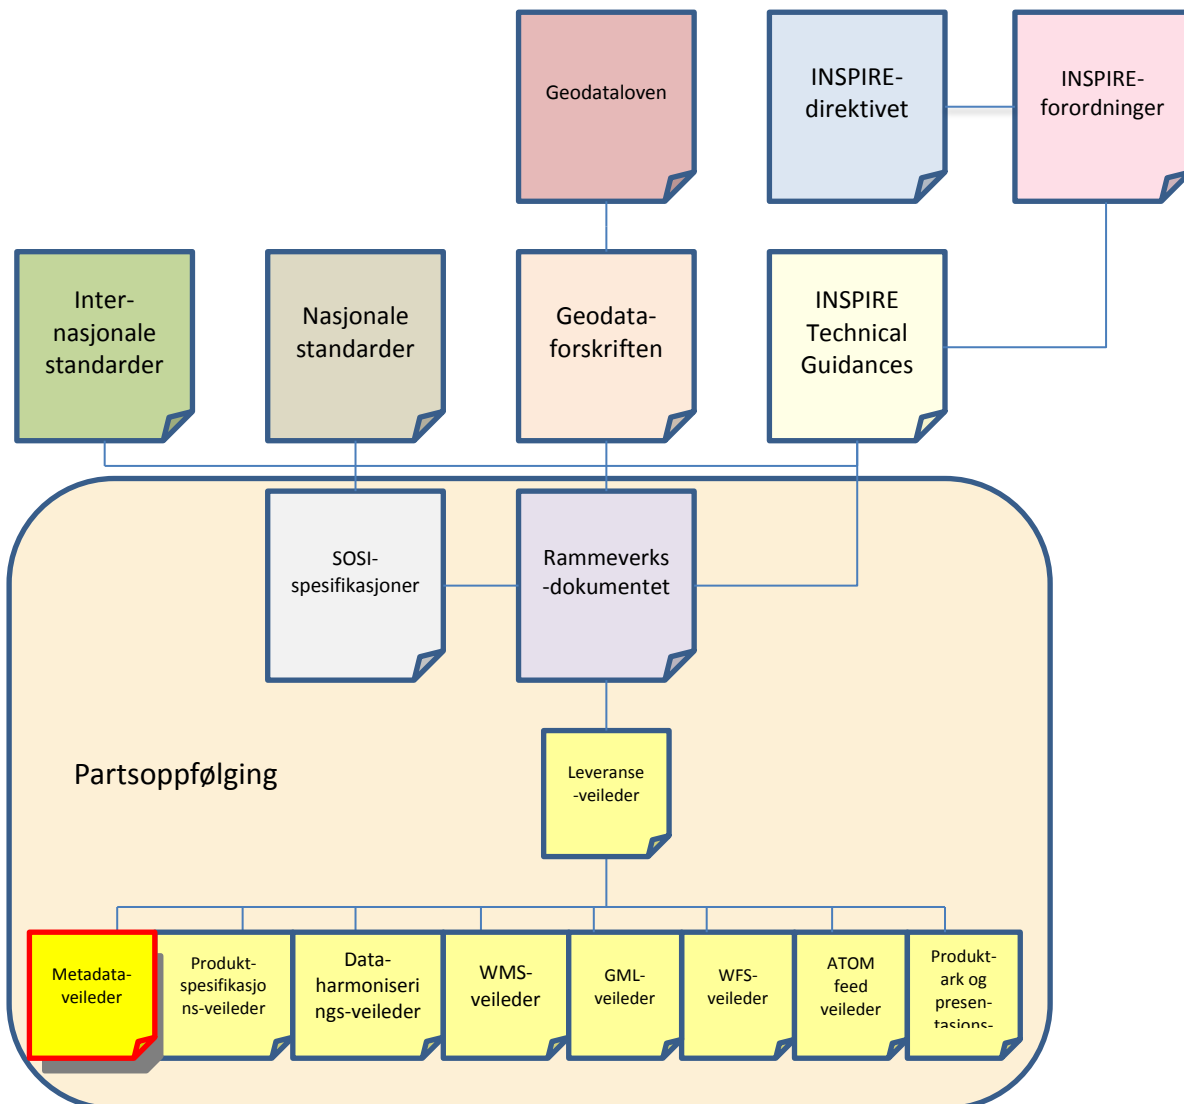 Geodataloven
INSPIRE-
direktivet
INSPIRE-
forordninger
Inter-
nasjonale
standarder
Nasjonale
standarder
Geodata-
forskriften
INSPIRE
Technical
Guidances
SOSI-
spesifikasjoner
Rammeverks
-dokumentet
Partsoppfølging
Leveranse
-veileder
Metadata-
veileder
Produkt-
spesifikasjo
ns-veileder
Data-
harmoniseri
ngs-veileder
WMS-
veileder
GML-
veileder
WFS-
veileder
ATOM
feed
veileder
Produkt-
ark og
presen-
tasjons-